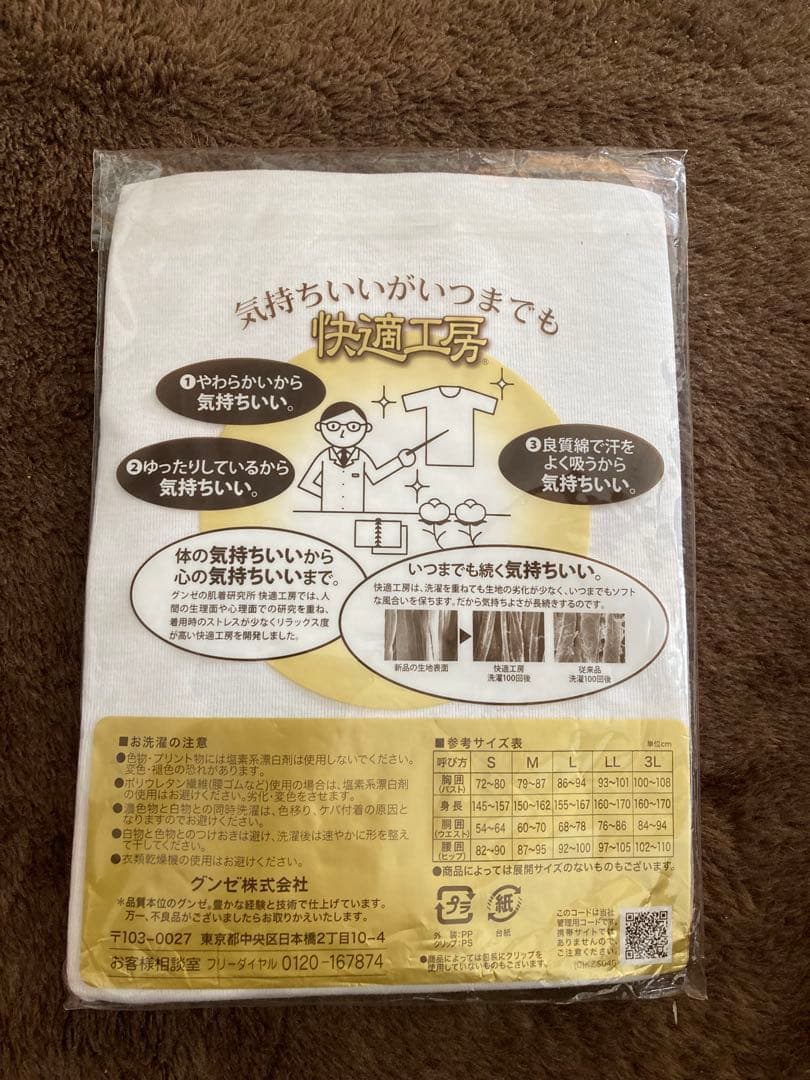 気持ちいいがいつまでも
快適工房®
❶やわらかいから
気持ちいい。
❷ゆったりしているから
気持ちいい。
❸良質綿で汗を
よく吸うから
気持ちいい。
体の気持ちいいから
心の気持ちいいまで。
グンゼの肌着研究所 快適工房では、人
間の生理面や心理面での研究を重ね、
着用時のストレスが少なくリラックス度
が高い快適工房を開発しました。
いつまでも続く気持ちいい。
快適工房は、洗濯を重ねても生地の劣化が少なく、いつまでもソフト
な風合いを保ちます。だから気持ちよさが長続きするのです。
新品の生地表面
快適工房
洗濯100回後
従来品
洗濯100回後
■お洗濯の注意
●色物・プリント物には塩素系漂白剤は使用しないでください。
変色・褪色の恐れがあります。
●ポリウレタン繊維(腰ゴムなど)使用の場合は、塩素系漂白剤
の使用はお避けください。劣化・変色をさせます。
●濃色物と白物との同時洗濯は、色移り、ケバ付着の原因と
なりますのでお避けください。
●白物と色物とのつけおきは避け、洗濯後は速やかに形を整え
て干してください。
●衣類乾燥機の使用はお避けください。
グンゼ株式会社
＊品質本位のグンゼ。豊かな経験と技術で仕上げています。
万一、不良品がございましたらお取りかえいたします。
〒103-0027 東京都中央区日本橋2丁目10-4
お客様相談室 フリーダイヤル 0120-167874
■参考サイズ表 単位cm
呼び方 S M L LL 3L
胸囲(バスト) 72~80 79~87 86~94 93~101 100~108
身長 145~157 150~162 155~167 160~170 160~170
胴囲(ウエスト) 54~64 60~70 68~78 76~86 84~94
腰囲(ヒップ) 82~90 87~95 92~100 97~105 102~110
●商品によっては展開サイズのないものもございます。
プラ
外装:PP
クリップ:PS
紙
台紙
●商品によっては包装にクリップを
使用していないものもございます。
このコードは当社
管理用コードです。
携帯サイトでは
ありませんので、
ご注意ください。